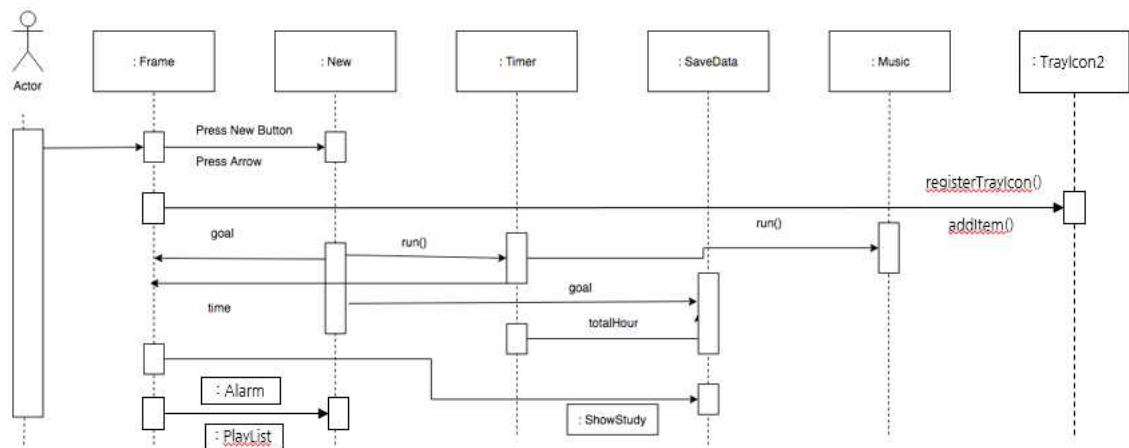 Actor
: Frame
: New
: Timer
: SaveData
: Music
: TrayIcon2
Press New Button
Press Arrow
registerTrayIcon()
addItem()
goal
run()
run()
time
goal
totalHour
: Alarm
: PlayList
: ShowStudy